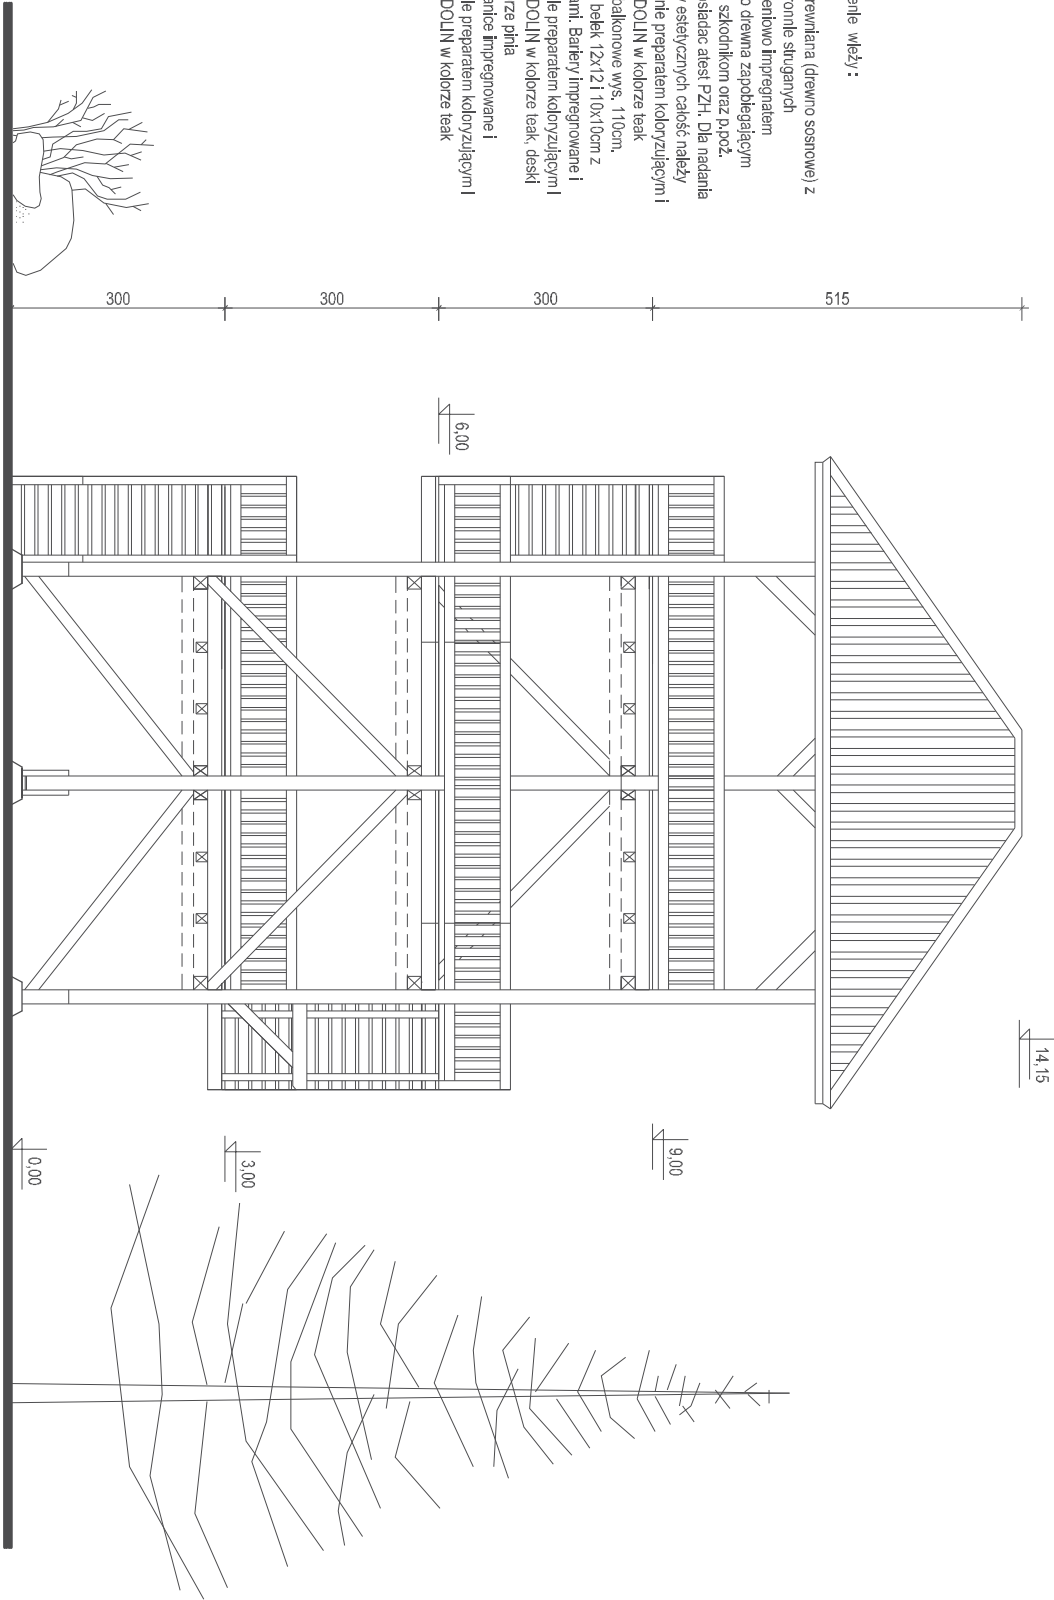 enie wieży :
rewniana (drewno sosnowe) z
ronnie struganych
eniowo impregnatem
o drewna zapobiegającym
szkodnikom oraz p.poż.
osiadac atest PZH. Dla nadania
y estetycznych całość należy
nie preparatem koloryzującym i
DOLIN w kolorze teak
balkonowe wys. 110cm,
belek 12x12 i 10x10cm z
ami. Bariery impregnowane i
le preparatem koloryzującym i
DOLIN w kolorze teak, deski
rze pinia
anice impregnowane i
le preparatem koloryzującym i
DOLIN w kolorze teak
300
300
300
515
6,00
14,15
9,00
3,00
0,00